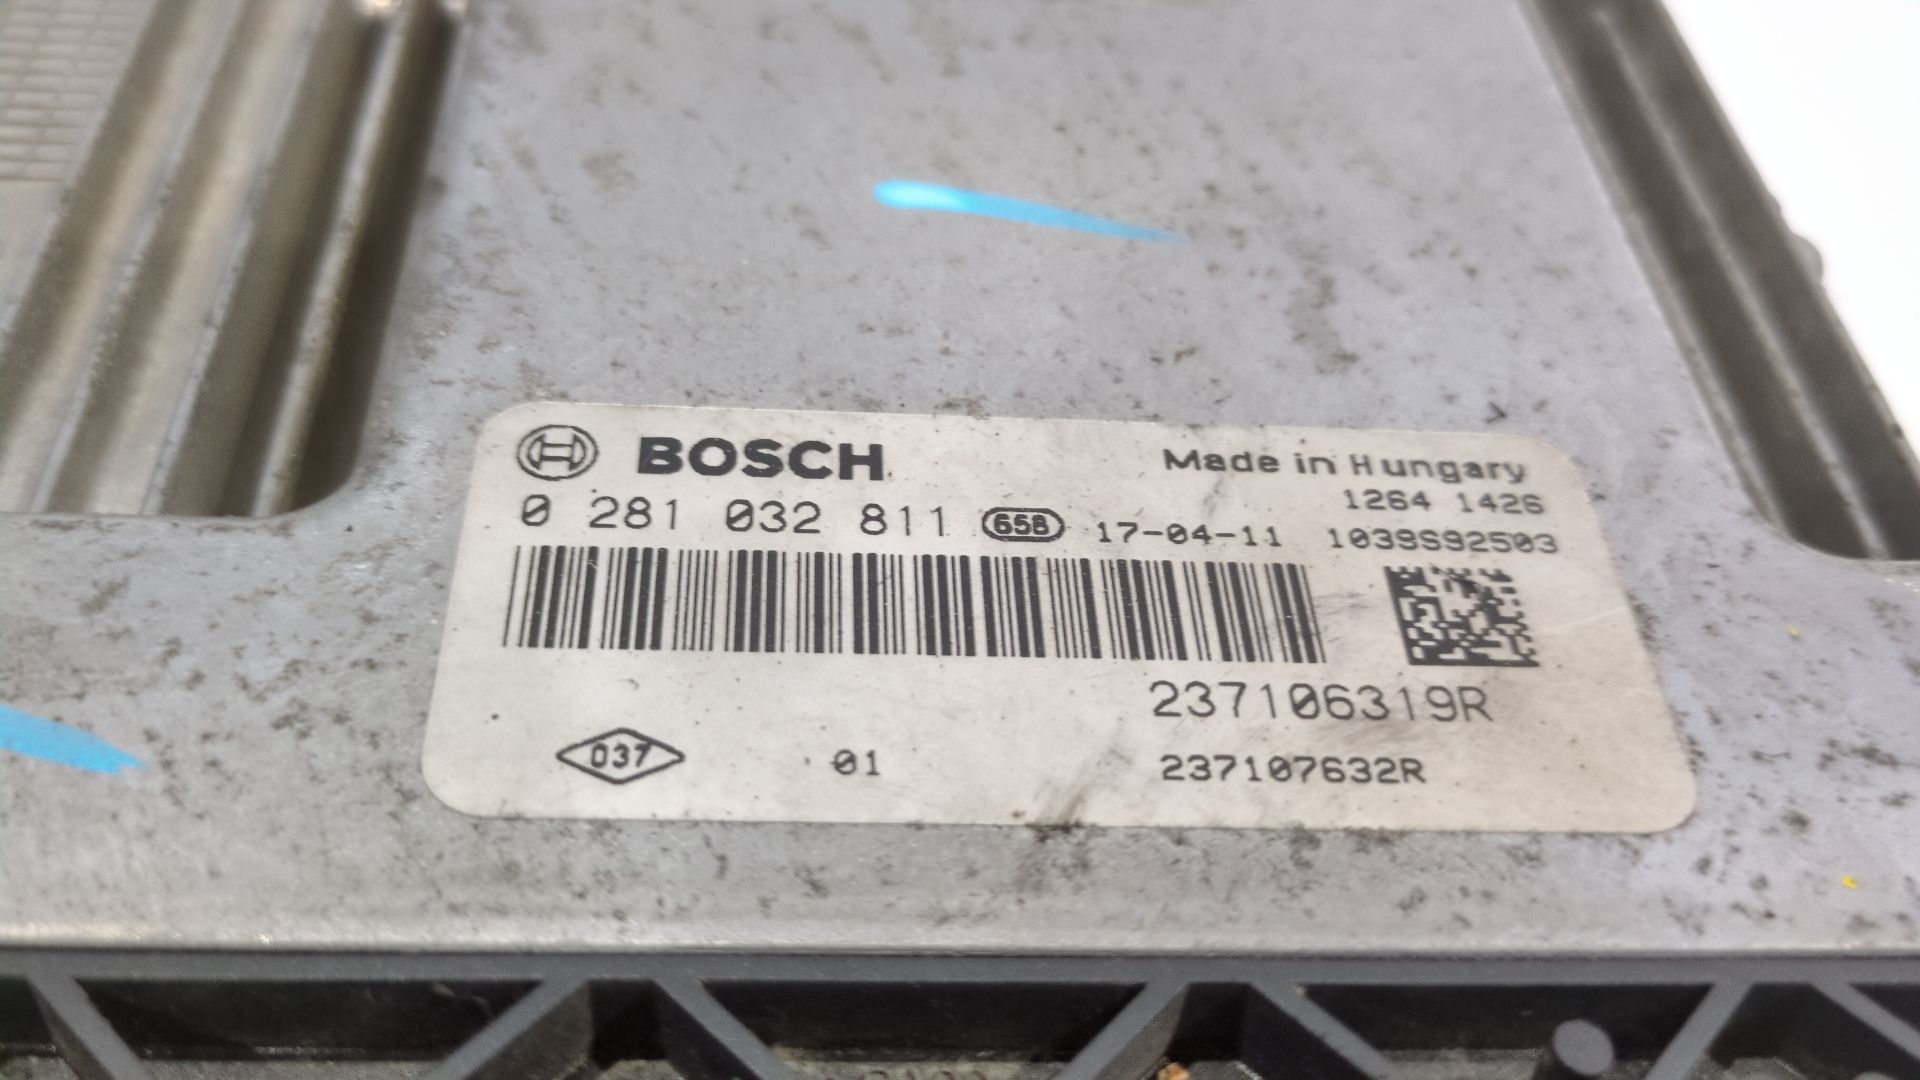 BOSCH
Made in Hungary
1264 1426
0 281 032 811 658 17-04-11 1039S92503
237106319R
037 01 237107632R